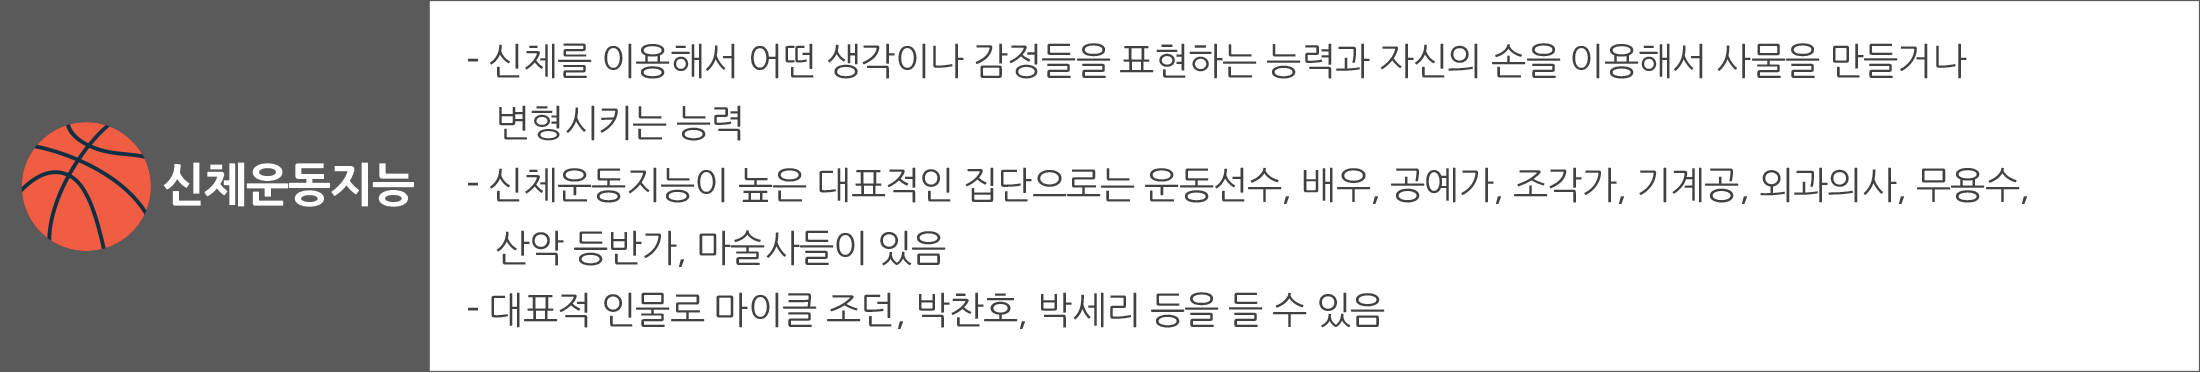 신체운동지능
- 신체를 이용해서 어떤 생각이나 감정들을 표현하는 능력과 자신의 손을 이용해서 사물을 만들거나
변형시키는 능력
- 신체운동지능이 높은 대표적인 집단으로는 운동선수, 배우, 공예가, 조각가, 기계공, 외과의사, 무용수,
산악 등반가, 마술사들이 있음
- 대표적 인물로 마이클 조던, 박찬호, 박세리 등을 들 수 있음